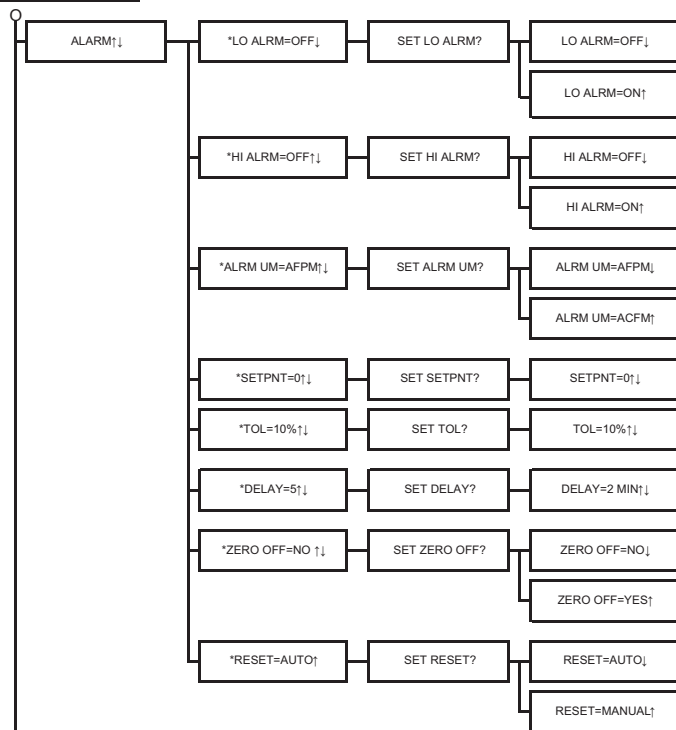 O
ALARM↑↓ *LO ALRM=OFF↓ SET LO ALRM? LO ALRM=OFF↓
LO ALRM=ON↑
*HI ALRM=OFF↑↓ SET HI ALRM? HI ALRM=OFF↓
HI ALRM=ON↑
*ALRM UM=AFPM↑↓ SET ALRM UM? ALRM UM=AFPM↓
ALRM UM=ACFM↑
*SETPNT=0↑↓ SET SETPNT? SETPNT=0↑↓
*TOL=10%↑↓ SET TOL? TOL=10%↑↓
*DELAY=5↑↓ SET DELAY? DELAY=2 MIN↑↓
*ZERO OFF=NO ↑↓ SET ZERO OFF? ZERO OFF=NO↓
ZERO OFF=YES↑
*RESET=AUTO↑ SET RESET? RESET=AUTO↓
RESET=MANUAL↑